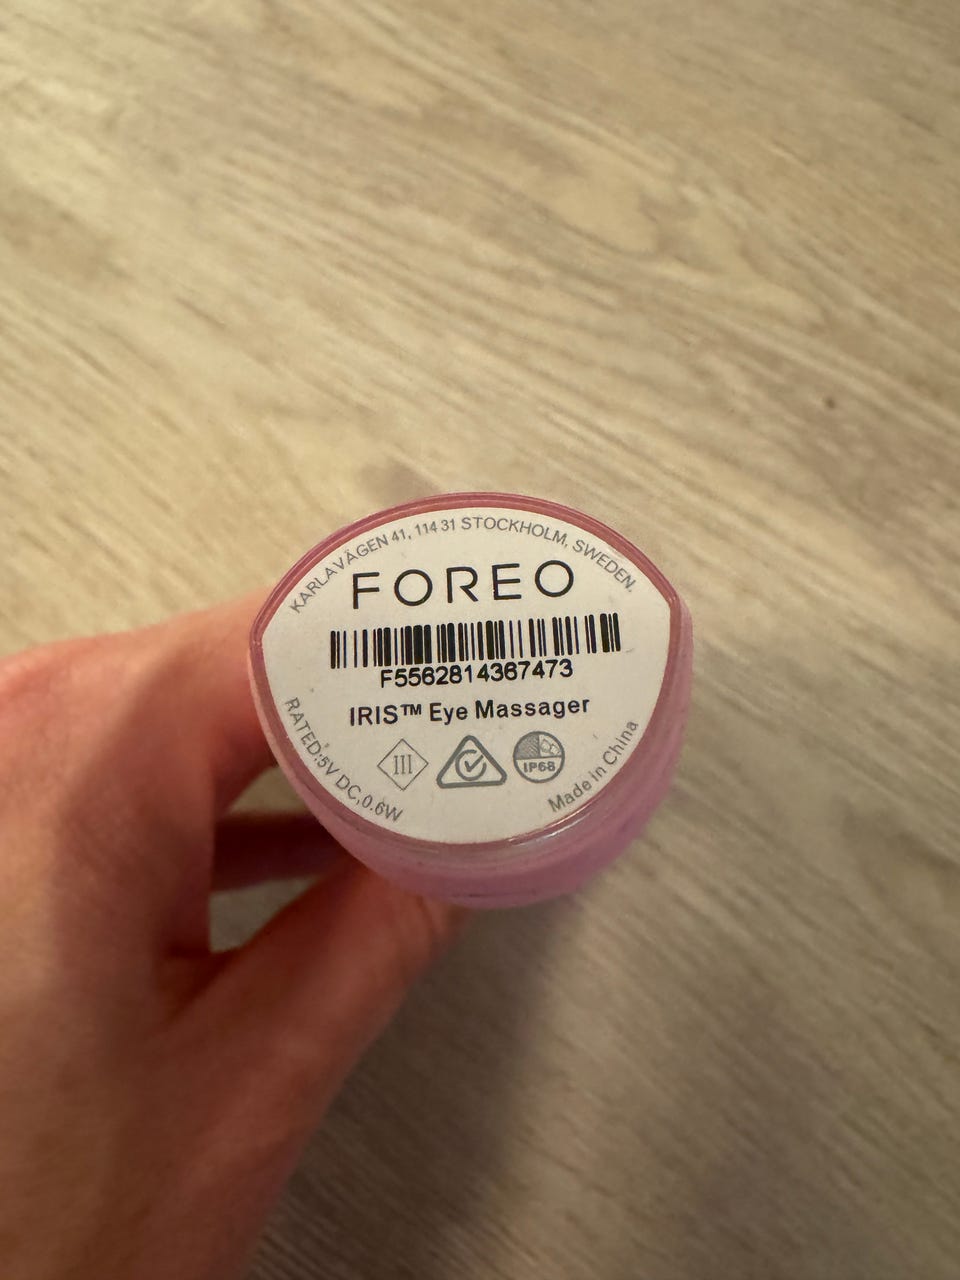 KARLAVÄGEN 41, 114 31 STOCKHOLM, SWEDEN.
FOREO
F5562814367473
IRIS™ Eye Massager
III
IP68
RATED:5V DC,0.6W
Made in China